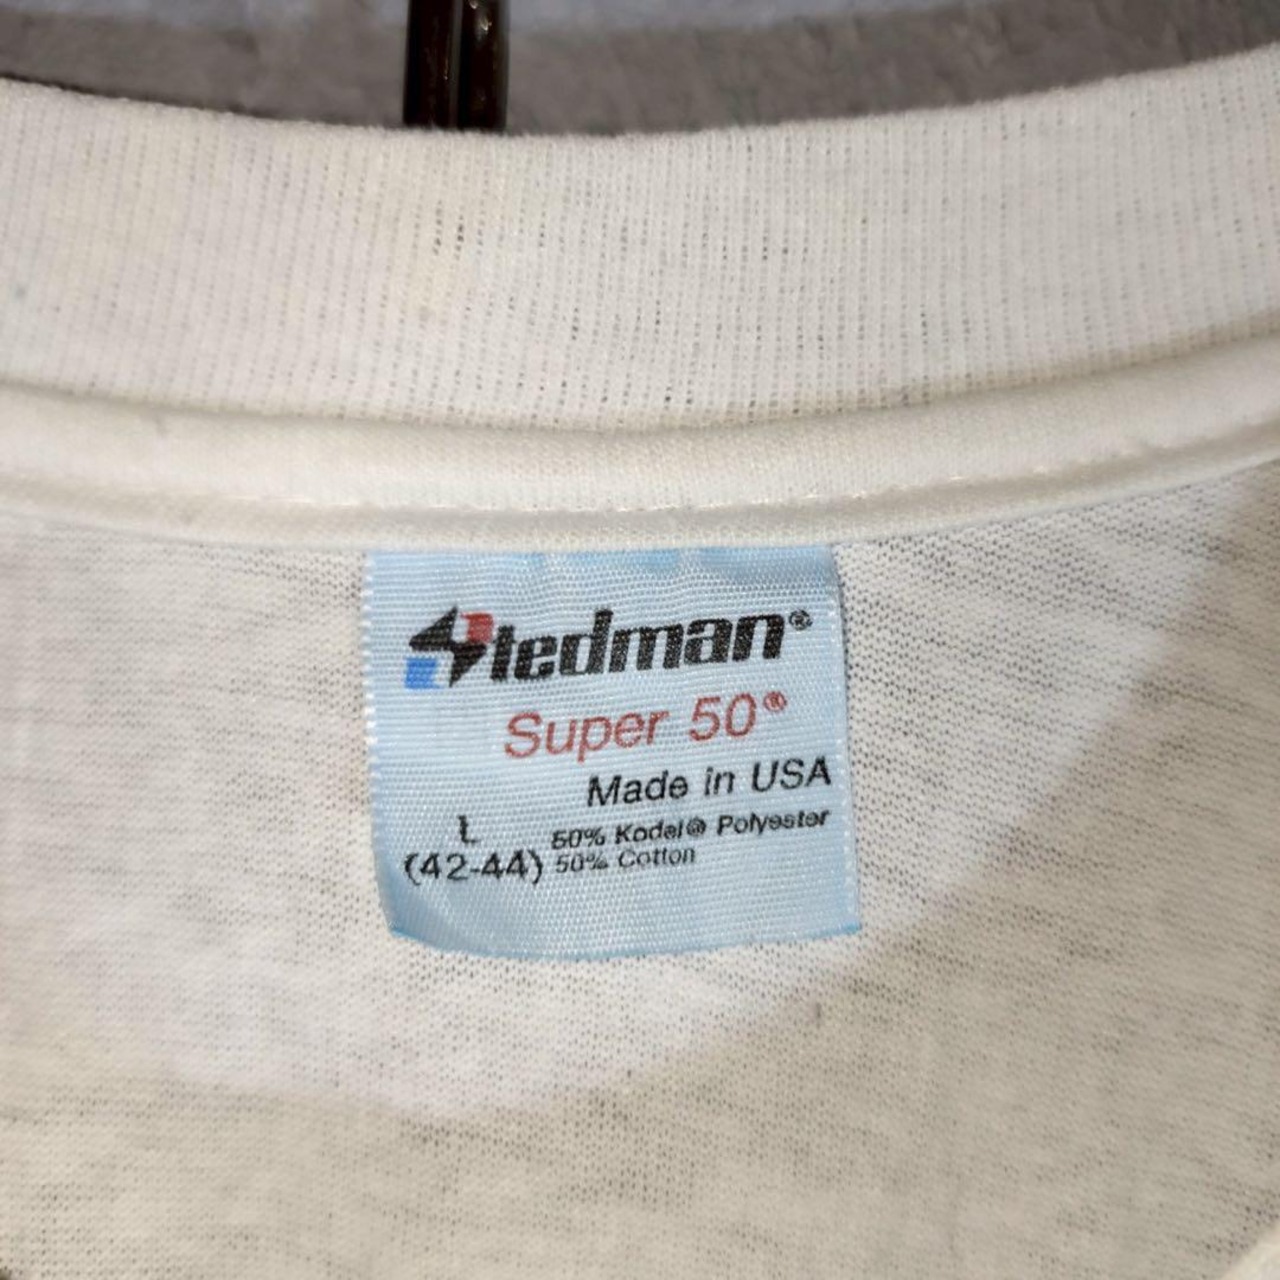 Stedman®
Super 50®
Made in USA
L
50% Kodel® Polyester
(42-44) 50% Cotton